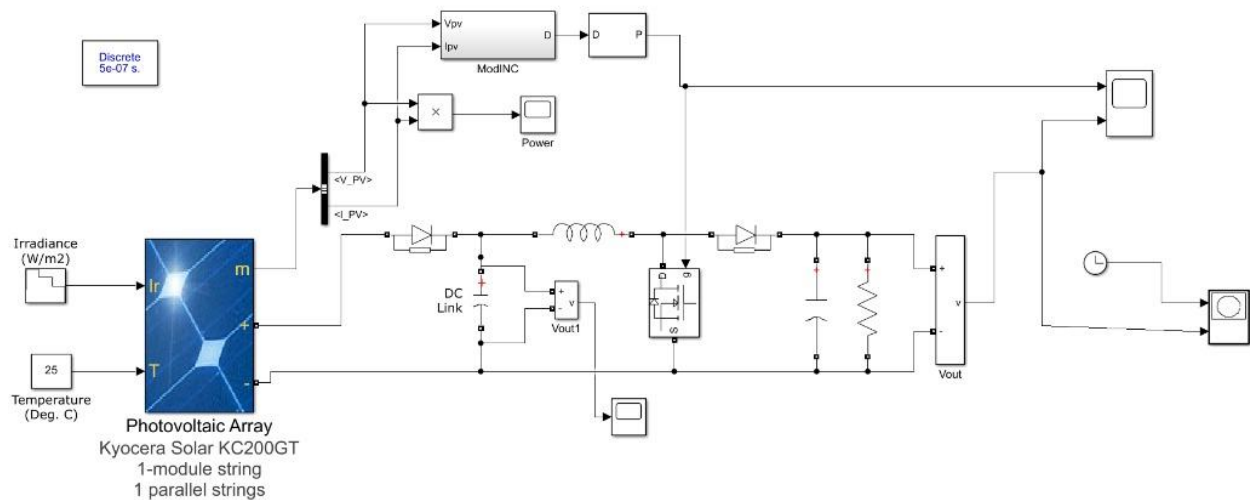 Discrete
5e-07 s.
Vpv
Ipv
D
ModINC
D
P
×
Power
<V_PV>
<I_PV>
Irradiance
(W/m2)
Ir
m
+
T
-
25
Temperature
(Deg. C)
Photovoltaic Array
Kyocera Solar KC200GT
1-module string
1 parallel strings
+
DC
Link
+
v
-
Vout1
+
D
g
S
+
+
+
v
-
Vout